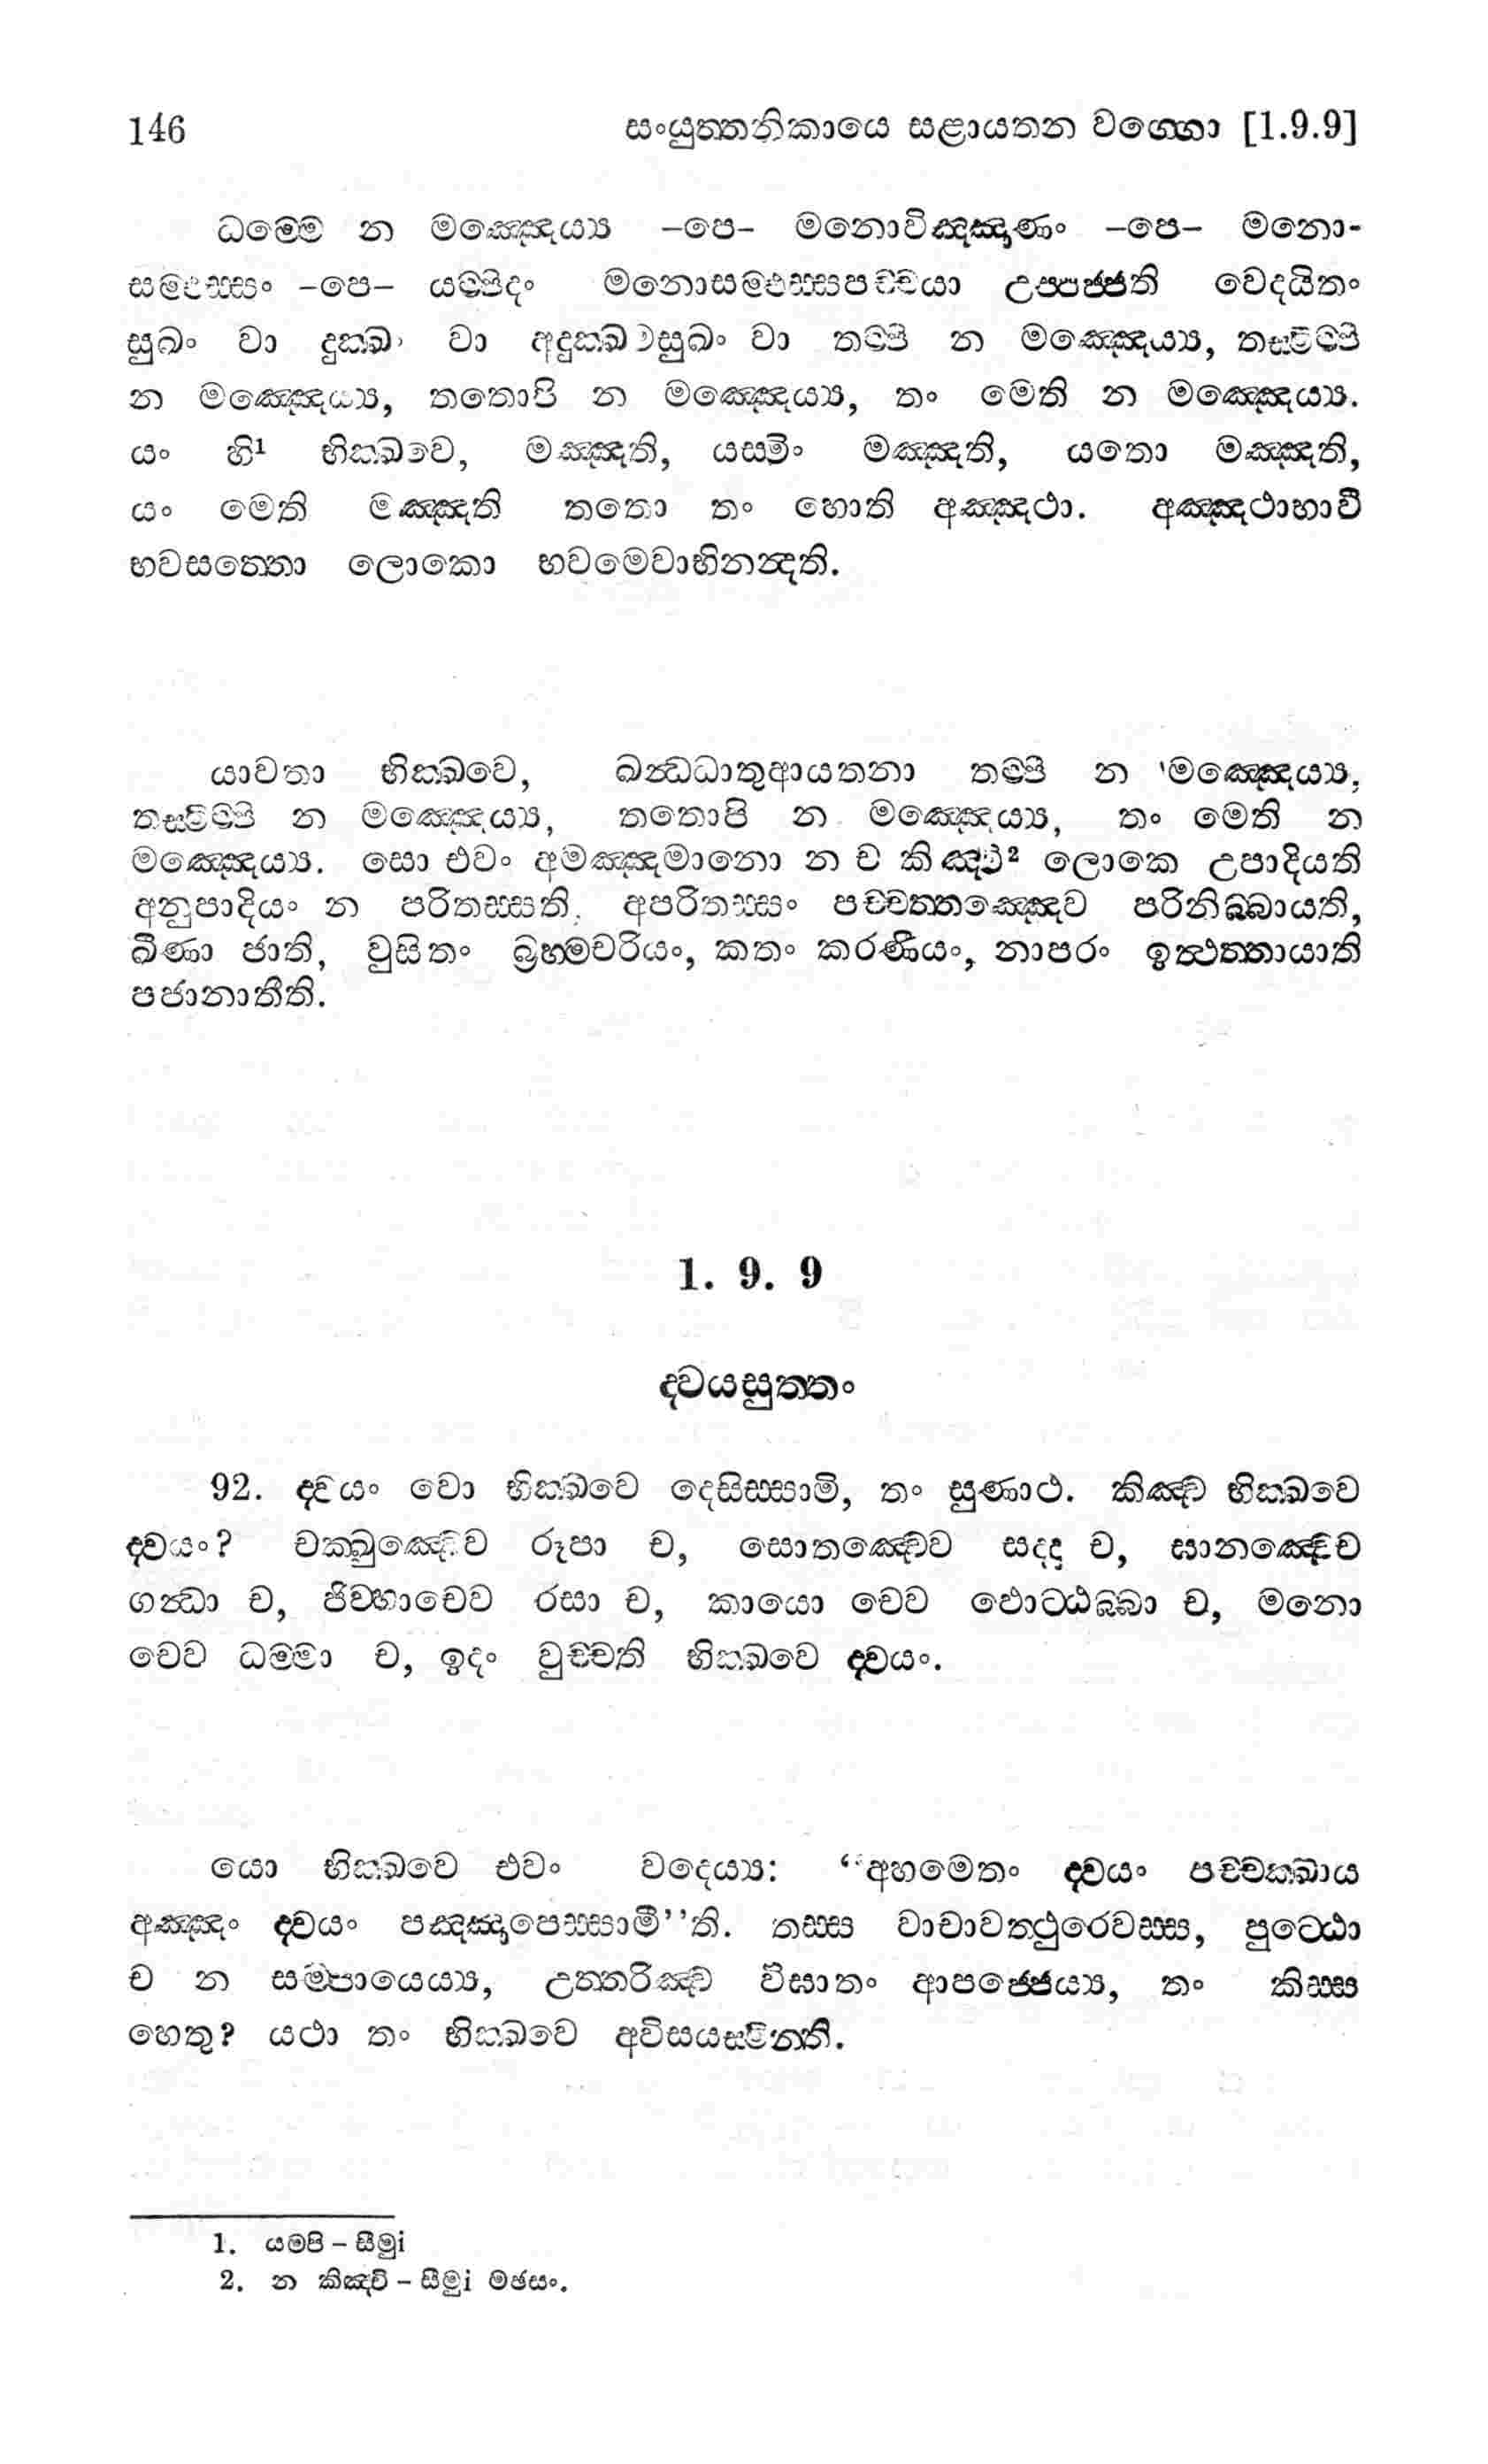 146 සංයුත්තනිකායෙ සළායතන වග්ගො [1.9.9]
ධම්මෙ න මඤ්ඤෙය්‍ය –පෙ– මනොවිඤ්ඤාණං –පෙ– මනො-
සම්ඵස්සං –පෙ– යම්පිදං මනොසම්ඵස්සපච්චයා උප්පජ්ජති වෙදයිතං
සුඛං වා දුක්ඛං වා අදුක්ඛමසුඛං වා තම්පි න මඤ්ඤෙය්‍ය, තස්මිම්පි
න මඤ්ඤෙය්‍ය, තතොපි න මඤ්ඤෙය්‍ය, තං මෙති න මඤ්ඤෙය්‍ය.
යං හි¹ භික්ඛවෙ, මඤ්ඤති, යස්මිං මඤ්ඤති, යතො මඤ්ඤති,
යං මෙති මඤ්ඤති තතො තං හොති අඤ්ඤථා. අඤ්ඤථාභාවී
භවසත්තො ලොකො භවමෙවාභිනන්දති.
යාවතා භික්ඛවෙ, ඛන්ධධාතුආයතනා තම්පි න මඤ්ඤෙය්‍ය,
තස්මිම්පි න මඤ්ඤෙය්‍ය, තතොපි න මඤ්ඤෙය්‍ය, තං මෙති න
මඤ්ඤෙය්‍ය. සො එවං අමඤ්ඤමානො න ච කිඤ්චි² ලොකෙ උපාදියති
අනුපාදියං න පරිතස්සති, අපරිතස්සං පච්චත්තඤ්ඤෙව පරිනිබ්බායති,
ඛීණා ජාති, වුසිතං බ්‍රහ්මචරියං, කතං කරණීයං, නාපරං ඉත්ථත්තායාති
පජානාතීති.
1. 9. 9
ද්වයසුත්තං
92. ද්වයං වො භික්ඛවෙ දෙසිස්සාමි, තං සුණාථ. කිඤ්ච භික්ඛවෙ
ද්වයං? චක්ඛුඤ්චෙව රූපා ච, සොතඤ්චෙව සද්දා ච, ඝානඤ්චෙව
ගන්ධා ච, ජිව්හාචෙව රසා ච, කායො චෙව ඵොට්ඨබ්බා ච, මනො
චෙව ධම්මා ච, ඉදං වුච්චති භික්ඛවෙ ද්වයං.
යො භික්ඛවෙ එවං වදෙය්‍ය: “අහමෙතං ද්වයං පච්චක්ඛාය
අඤ්ඤං ද්වයං පඤ්ඤාපෙස්සාමී’’ති. තස්ස වාචාවත්ථුරෙවස්ස, පුට්ඨො
ච න සම්පායෙය්‍ය, උත්තරිඤ්ච විඝාතං ආපජ්ජෙය්‍ය, තං කිස්ස
හෙතු? යථා තං භික්ඛවෙ අවිසයස්මින්ති.
1. යම්පි – සීමුi
2. න කිඤ්චි – සීමුi මඡසං.